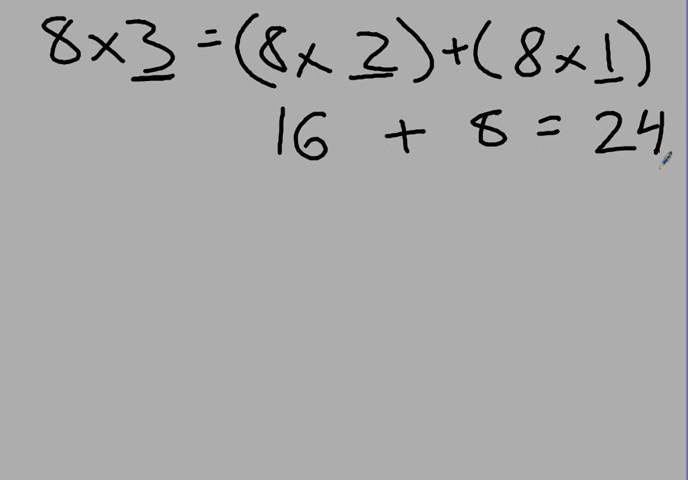 8×3=(8×2)+(8×1)
16 + 8 = 24